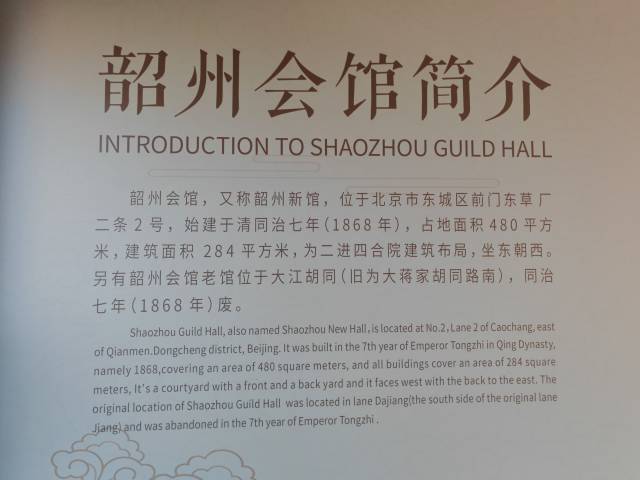 韶州会馆简介
INTRODUCTION TO SHAOZHOU GUILD HALL
韶州会馆，又称韶州新馆，位于北京市东城区前门东草厂
二条2号，始建于清同治七年(1868年)，占地面积480平方
米，建筑面积 284平方米，为二进四合院建筑布局，坐东朝西。
另有韶州会馆老馆位于大江胡同(旧为大蒋家胡同路南)，同治
七年(1868年)废。
Shaozhou Guild Hall, also named Shaozhou New Hall, is located at No.2, Lane 2 of Caochang, east
of Qianmen.Dongcheng district, Beijing. It was built in the 7th year of Emperor Tongzhi in Qing Dynasty,
namely 1868,covering an area of 480 square meters, and all buildings cover an area of 284 square
meters, It's a courtyard with a front and a back yard and it faces west with the back to the east. The
original location of Shaozhou Guild Hall was located in lane Dajiang(the south side of the original lane
Jjang) and was abandoned in the 7th year of Emperor Tongzhi .